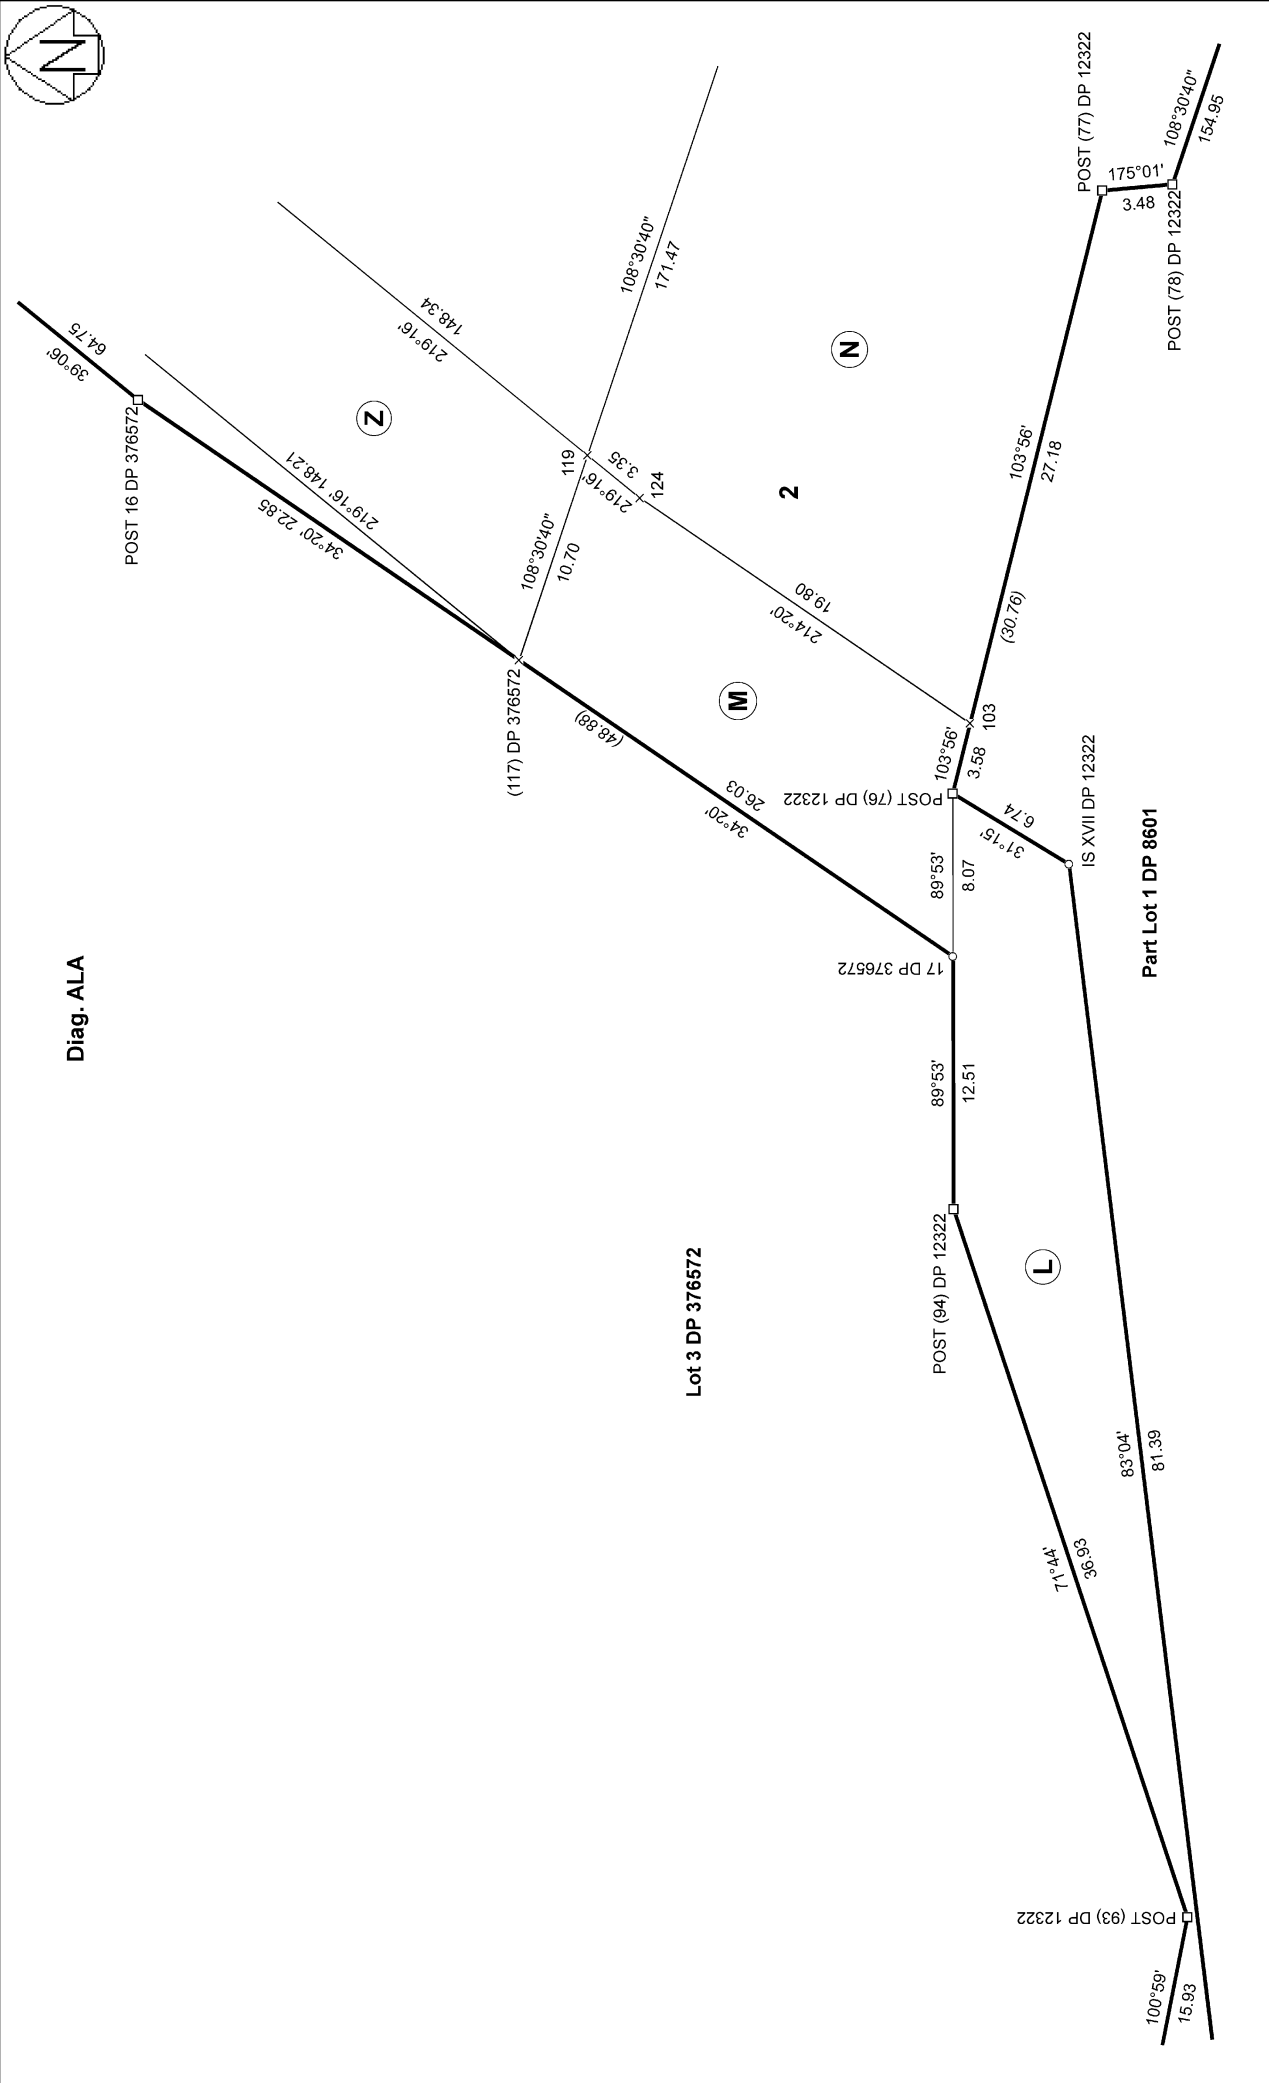 N
Diag. ALA
39°06'
64.75
POST 16 DP 376572
34°20' 22.85
219°16' 148.21
Z
219°16'
148.34
119
219°16'
3.35
124
108°30'40"
171.47
108°30'40"
10.70
(117) DP 376572
(48.88)
34°20'
26.03
M
214°20'
19.80
2
N
POST (77) DP 12322
175°01'
3.48
108°30'40"
154.95
POST (78) DP 12322
103°56'
27.18
(30.76)
103
103°56'
3.58
POST (76) DP 12322
31°15'
6.74
IS XVII DP 12322
89°53'
8.07
17 DP 376572
Part Lot 1 DP 8601
89°53'
12.51
POST (94) DP 12322
Lot 3 DP 376572
L
83°04'
81.39
71°44'
36.93
POST (93) DP 12322
100°59'
15.93